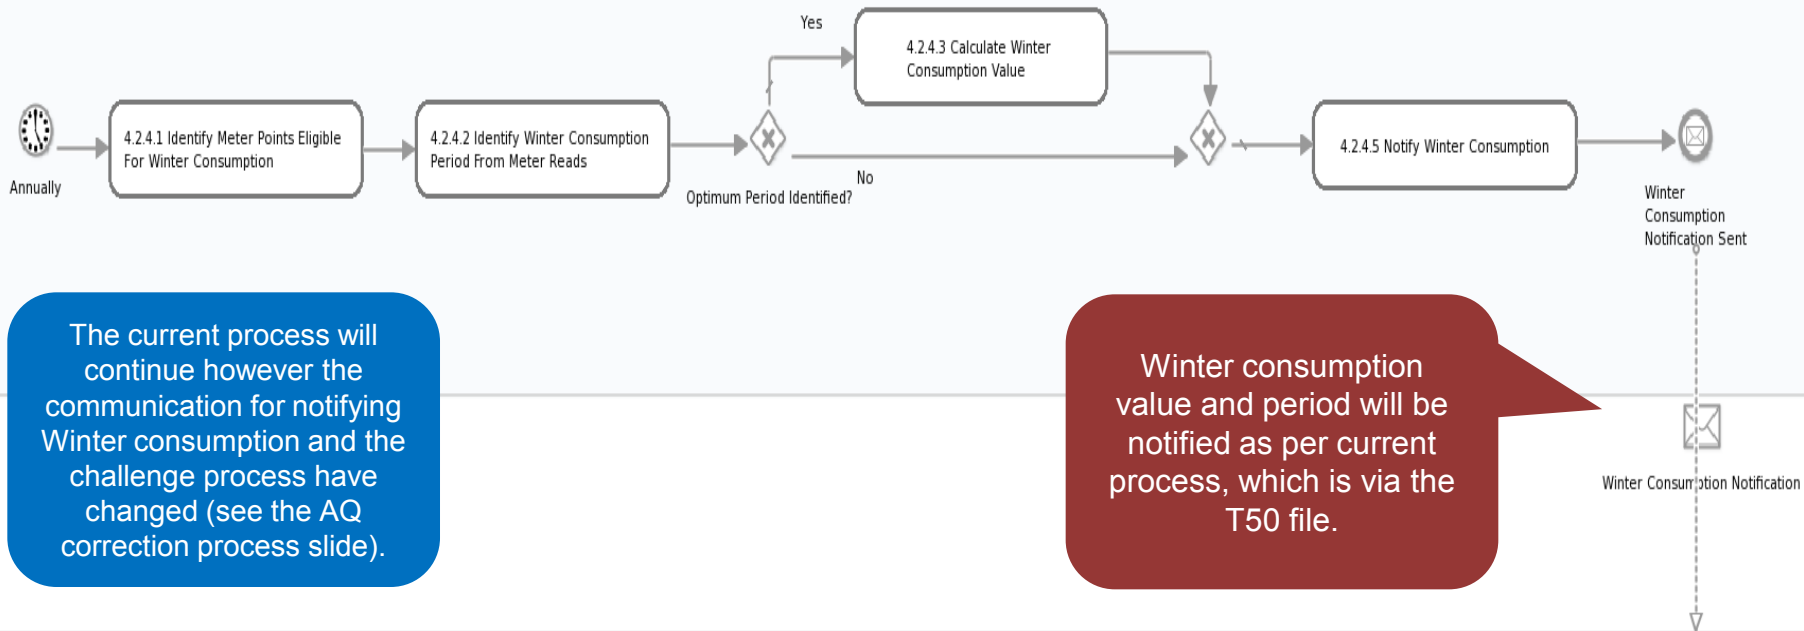 Yes
4.2.4.3 Calculate Winter
Consumption Value
4.2.4.1 Identify Meter Points Eligible
For Winter Consumption
4.2.4.2 Identify Winter Consumption
Period From Meter Reads
4.2.4.5 Notify Winter Consumption
Annually
No
Optimum Period Identified?
Winter
Consumption
Notification Sent
The current process will
continue however the
communication for notifying
Winter consumption and the
challenge process have
changed (see the AQ
correction process slide).
Winter consumption
value and period will be
notified as per current
process, which is via the
T50 file.
Winter Consumption Notification